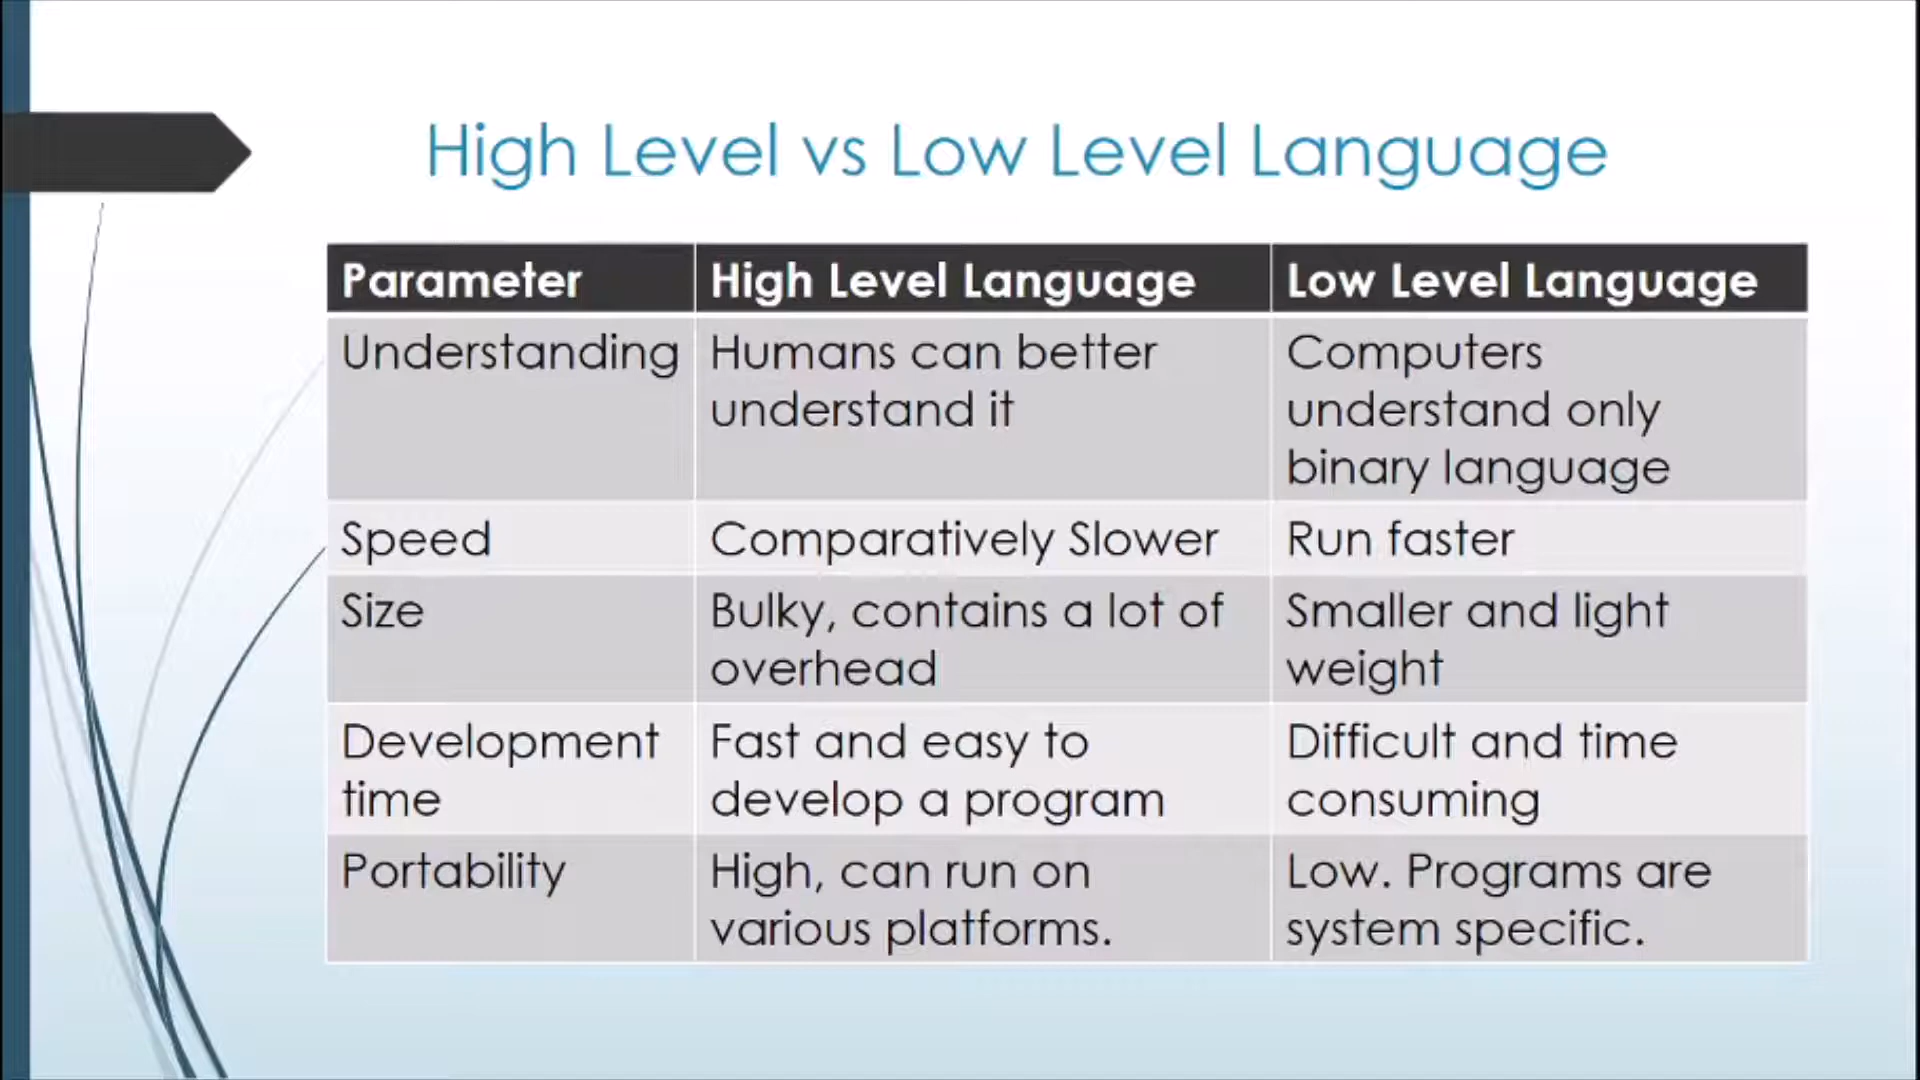 High Level vs Low Level Language
Parameter High Level Language Low Level Language
Understanding Humans can better Computers
understand it understand only
binary language
Speed Comparatively Slower Run faster
Size Bulky, contains a lot of Smaller and light
overhead weight
Development Fast and easy to Difficult and time
time develop a program consuming
Portability High, can run on Low. Programs are
various platforms. system specific.